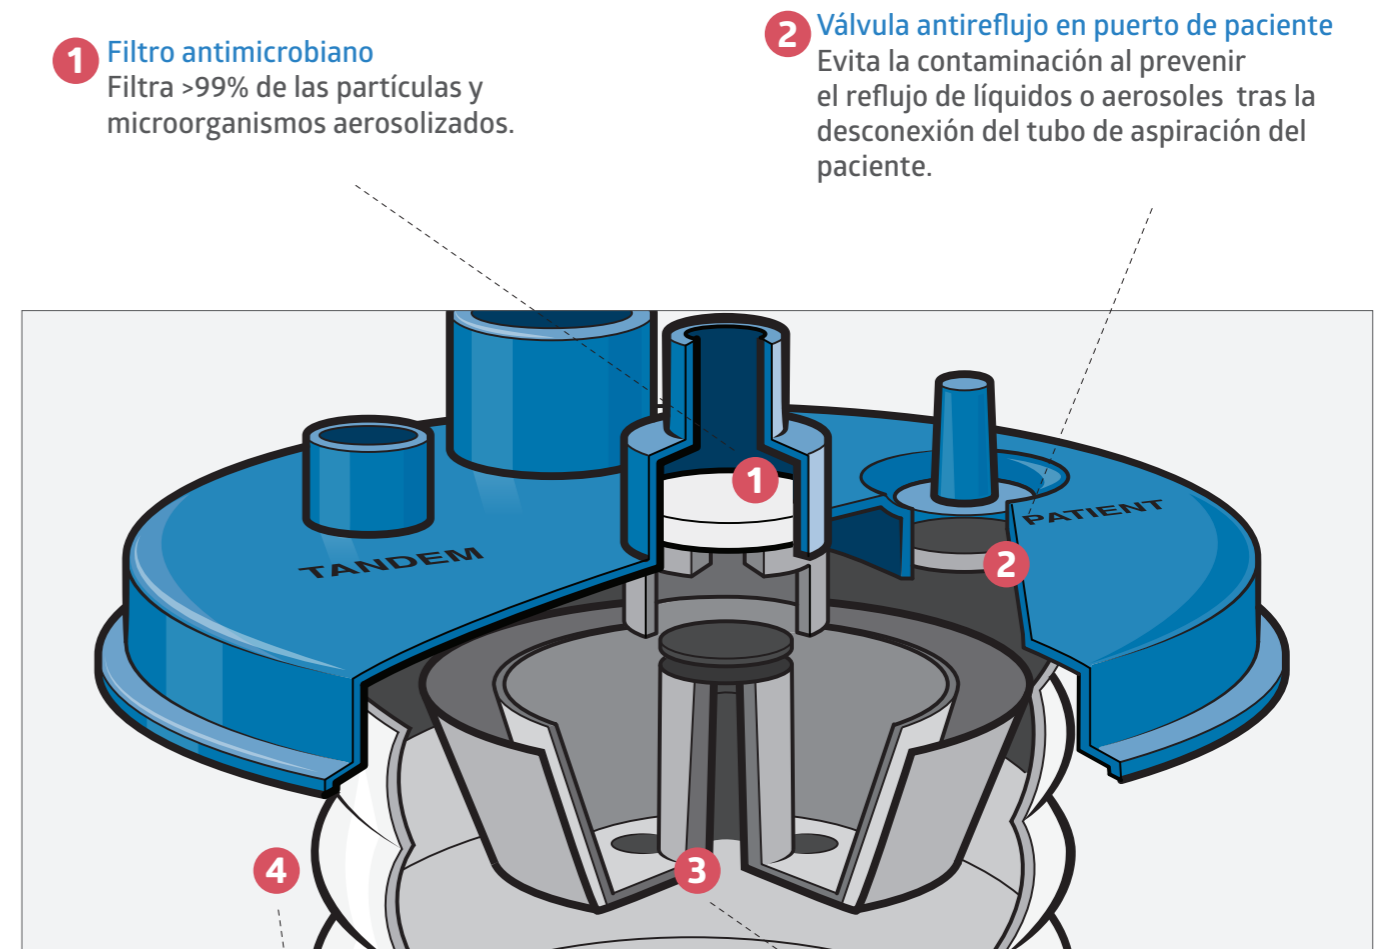 1 Filtro antimicrobiano
Filtra >99% de las partículas y
microorganismos aerosolizados.
2 Válvula antireflujo en puerto de paciente
Evita la contaminación al prevenir
el reflujo de líquidos o aerosoles tras la
desconexión del tubo de aspiración del
paciente.
1
PATIENT
TANDEM
2
4
3